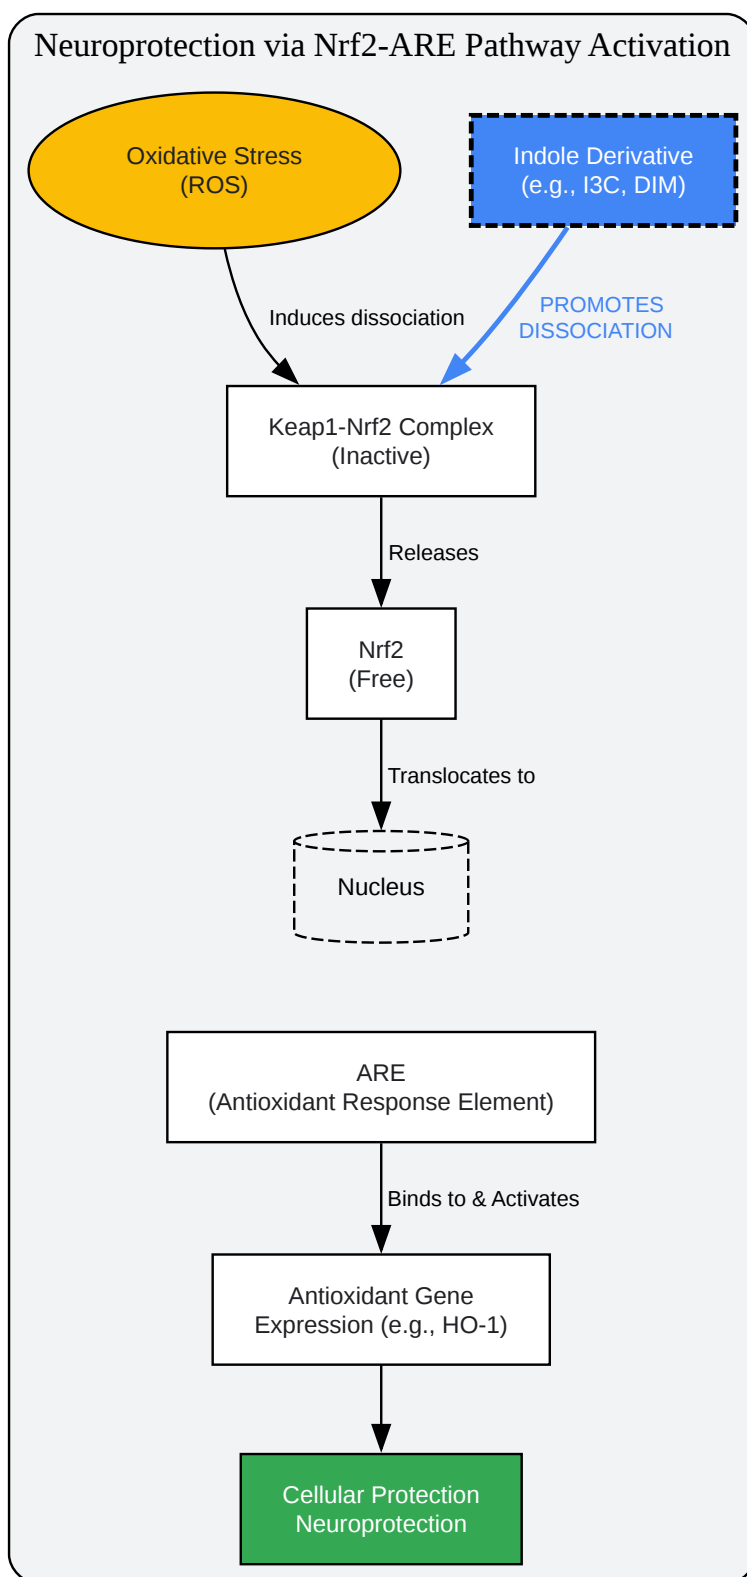 Neuroprotection via Nrf2-ARE Pathway Activation
Oxidative Stress
(ROS)
Indole Derivative
(e.g., I3C, DIM)
Induces dissociation
PROMOTES
DISSOCIATION
Keap1-Nrf2 Complex
(Inactive)
Releases
Nrf2
(Free)
Translocates to
Nucleus
ARE
(Antioxidant Response Element)
Binds to & Activates
Antioxidant Gene
Expression (e.g., HO-1)
Cellular Protection
Neuroprotection